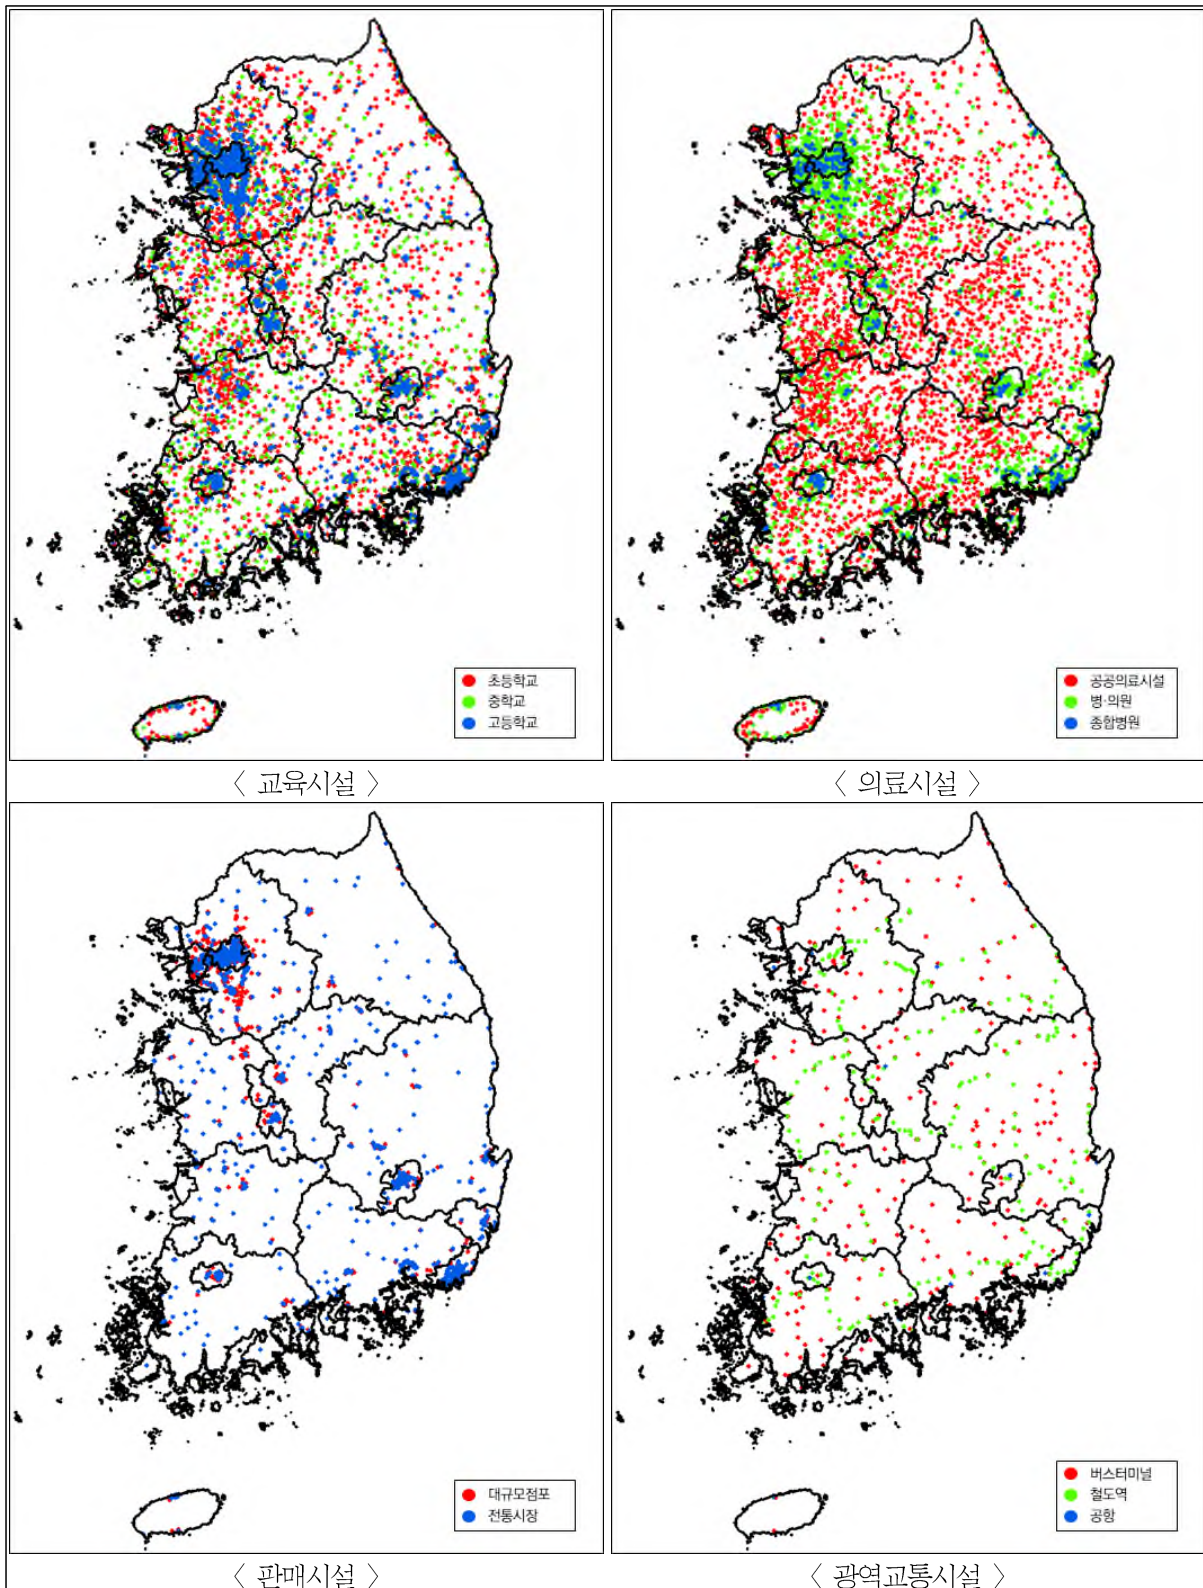 초등학교
중학교
고등학교
〈 교육시설 〉
공공의료시설
병·의원
종합병원
〈 의료시설 〉
대규모점포
전통시장
〈 판매시설 〉
버스터미널
철도역
공항
〈 광역교통시설 〉